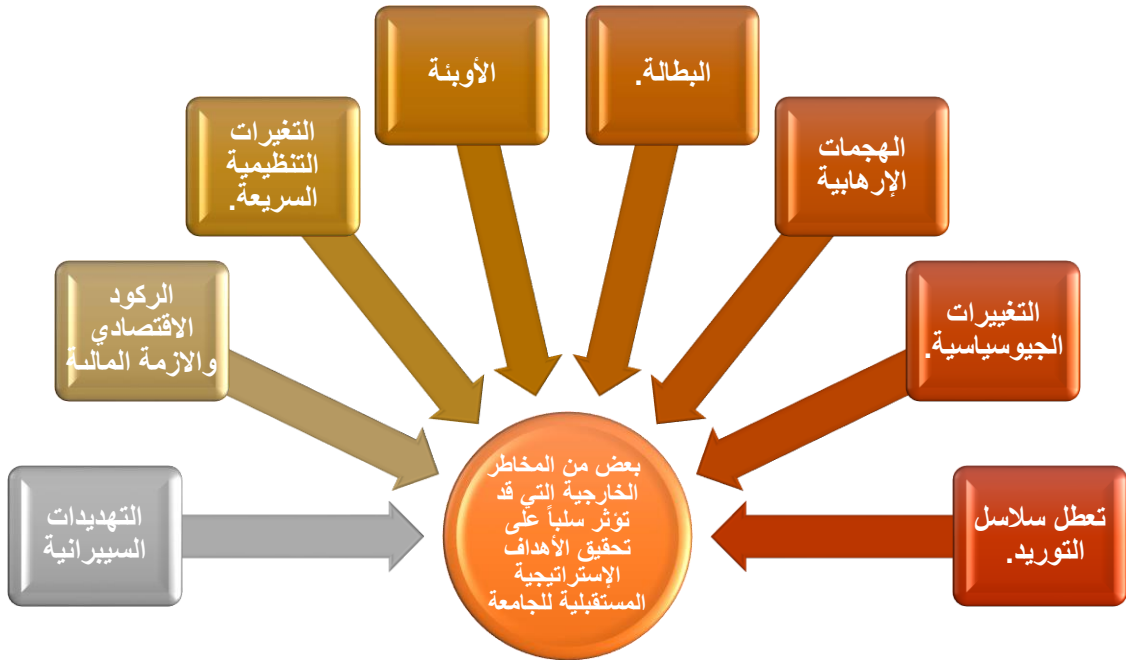 البطالة.
الأوبئة
الهجمات
الإرهابية
التغيرات
التنظيمية
السريعة.
التغييرات
الجيوسياسية.
الركود
الاقتصادي
والازمة المالية
تعطل سلاسل
التوريد.
التهديدات
السيبرانية
بعض من المخاطر
الخارجية التي قد
تؤثر سلباً على
تحقيق الأهداف
الإستراتيجية
المستقبلية للجامعة